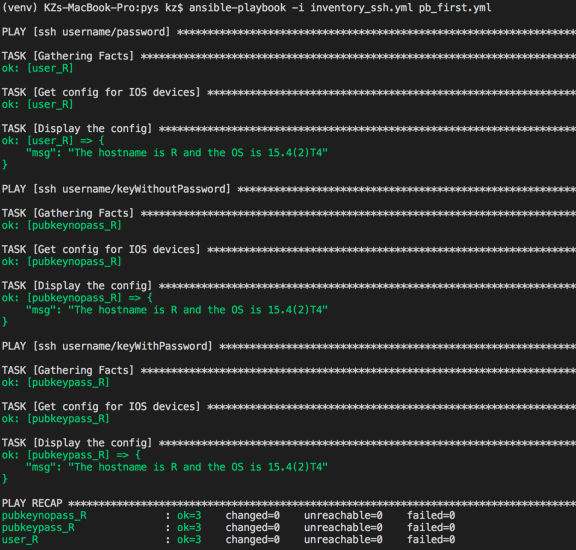 (venv) KZs-MacBook-Pro:pys kz$ ansible-playbook -i inventory_ssh.yml pb_first.yml
PLAY [ssh username/password] *******************************************************************
TASK [Gathering Facts] *************************************************************************
ok: [user_R]
TASK [Get config for IOS devices] **************************************************************
ok: [user_R]
TASK [Display the config] **********************************************************************
ok: [user_R] => {
    "msg": "The hostname is R and the OS is 15.4(2)T4"
}
PLAY [ssh username/keyWithoutPassword] *********************************************************
TASK [Gathering Facts] *************************************************************************
ok: [pubkeynopass_R]
TASK [Get config for IOS devices] **************************************************************
ok: [pubkeynopass_R]
TASK [Display the config] **********************************************************************
ok: [pubkeynopass_R] => {
    "msg": "The hostname is R and the OS is 15.4(2)T4"
}
PLAY [ssh username/keyWithPassword] ************************************************************
TASK [Gathering Facts] *************************************************************************
ok: [pubkeypass_R]
TASK [Get config for IOS devices] **************************************************************
ok: [pubkeypass_R]
TASK [Display the config] **********************************************************************
ok: [pubkeypass_R] => {
    "msg": "The hostname is R and the OS is 15.4(2)T4"
}
PLAY RECAP *************************************************************************************
pubkeynopass_R             : ok=3    changed=0    unreachable=0    failed=0
pubkeypass_R               : ok=3    changed=0    unreachable=0    failed=0
user_R                     : ok=3    changed=0    unreachable=0    failed=0